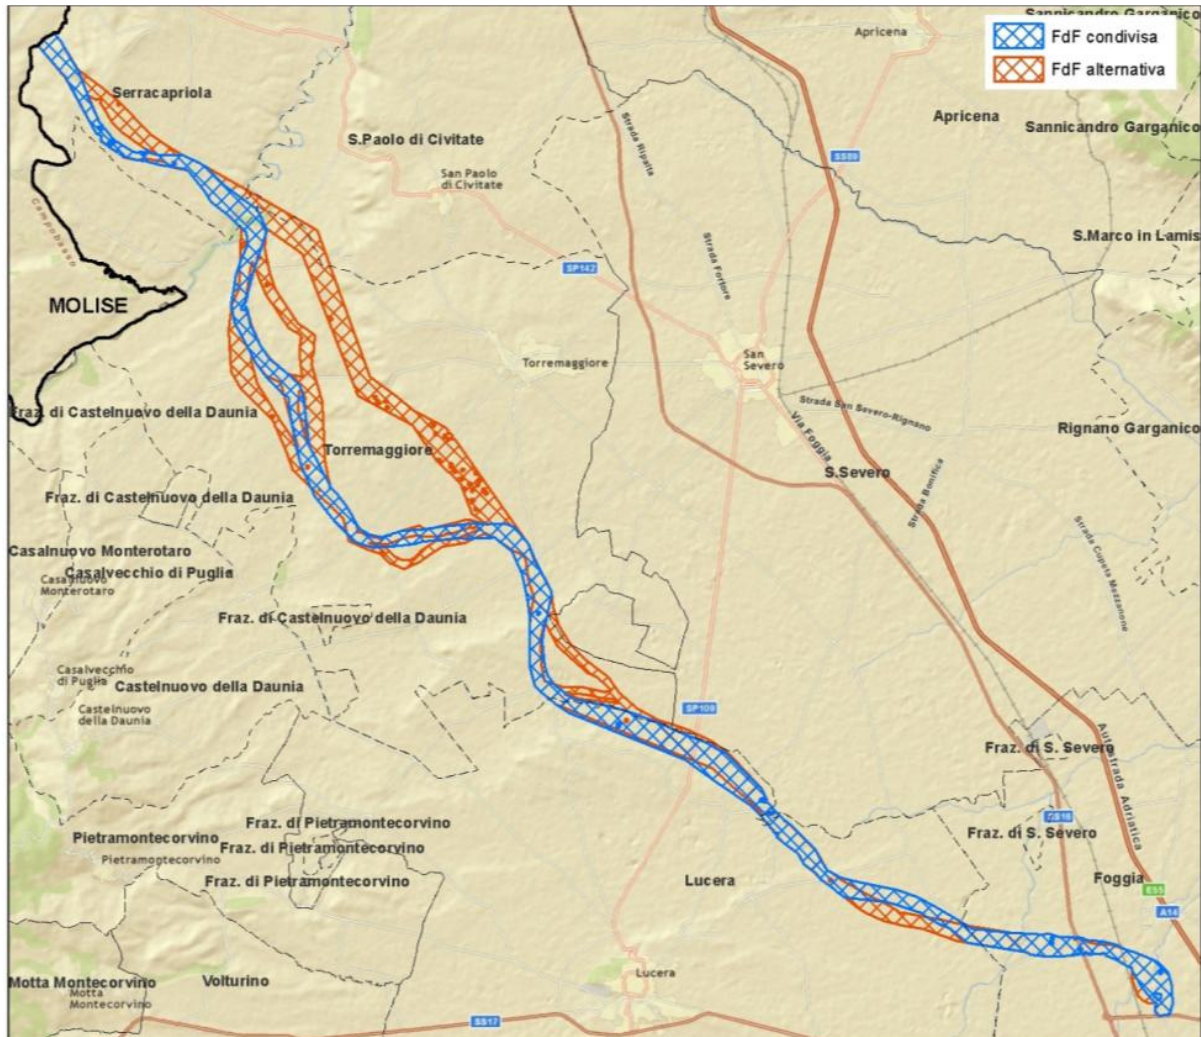 Sannicandro Garganico
Apricena
FdF condivisa
FdF alternativa
Serracapriola
Apricena
Sannicandro Garganico
S.Paolo di Civitate
Strada Ripalta
SS89
San Paolo
di Civitate
Campobasso
S.Marco in Lamis
Strada Fortore
SP142
MOLISE
Torremaggiore
San
Severo
Strada San Severo-Rignano
Fraz. di Castelnuovo della Daunia
Via Foggia
Rignano Garganico
Torremaggiore
S.Severo
Strada Bonifica
Fraz. di Castelnuovo della Daunia
Strada Cupola Mezzanone
Casalnuovo Monterotaro
Casalvecchio di Puglia
Casalnuovo
Monterotaro
Fraz. di Castelnuovo della Daunia
Casalvecchio
di Puglia
Castelnuovo della Daunia
Castelnuovo
della Daunia
SP109
Fraz. di S. Severo
Autostrada Adriatica
SS16
Fraz. di Pietramontecorvino
Fraz. di S. Severo
Pietramontecorvino
Fraz. di Pietramontecorvino
Pietramontecorvino
Fraz. di Pietramontecorvino
Lucera
Foggia
E55
A14
Motta Montecorvino
Volturino
Lucera
Motta
Montecorvino
SS17